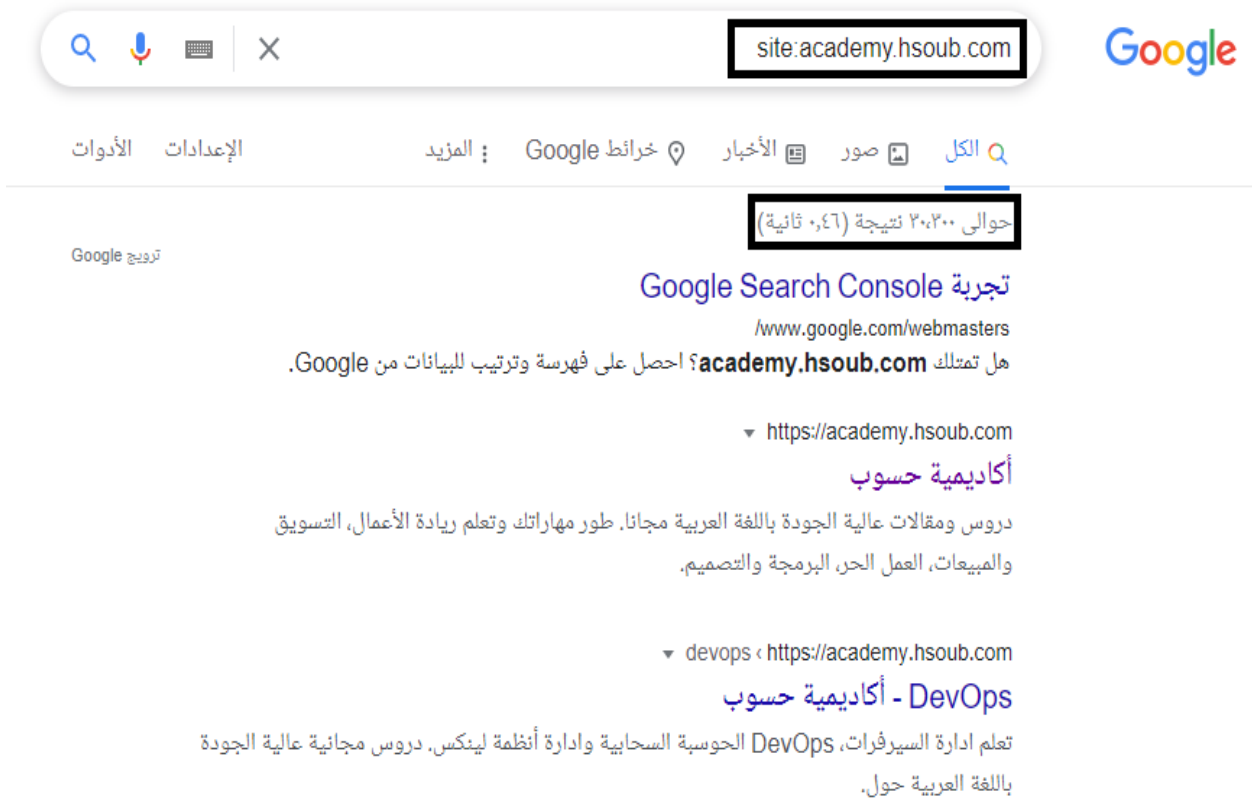 Google
site:academy.hsoub.com
الكل
صور
الأخبار
خرائط Google
المزيد
الإعدادات
الأدوات
حوالى ٣٠،٣٠٠ نتيجة (٠,٤٦ ثانية)
ترويج Google
تجربة Google Search Console
www.google.com/webmasters/
هل تمتلك academy.hsoub.com؟ احصل على فهرسة وترتيب للبيانات من Google.
https://academy.hsoub.com
أكاديمية حسوب
دروس ومقالات عالية الجودة باللغة العربية مجانا. طور مهاراتك وتعلم ريادة الأعمال، التسويق
والمبيعات، العمل الحر، البرمجة والتصميم.
https://academy.hsoub.com › devops
DevOps - أكاديمية حسوب
تعلم ادارة السيرفرات، DevOps الحوسبة السحابية وادارة أنظمة لينكس. دروس مجانية عالية الجودة
باللغة العربية حول.